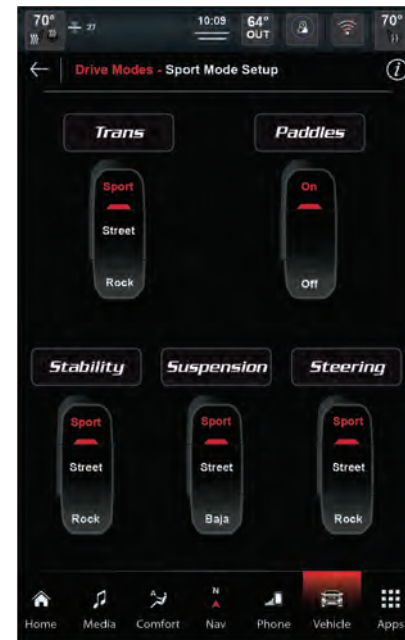 70° 27 10:09 64° OUT 70°
Drive Modes - Sport Mode Setup
Trans Paddles
Sport On
Street
Rock Off
Stability Suspension Steering
Sport Sport Sport
Street Street Street
Rock Baja Rock
N
Home Media Comfort Nav Phone Vehicle Apps